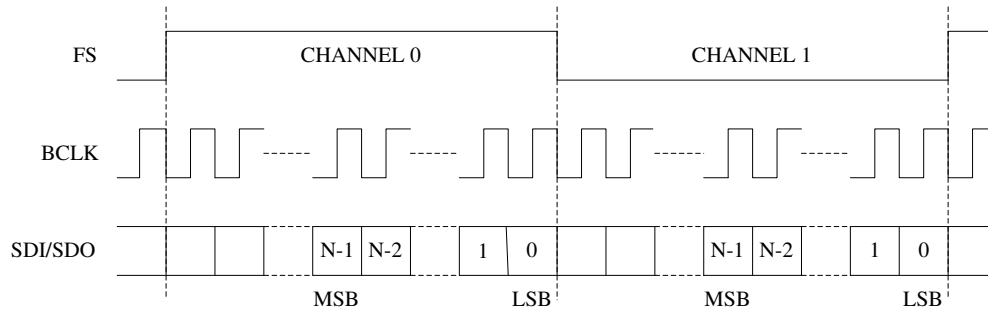 FS CHANNEL 0 CHANNEL 1
BCLK
SDI/SDO N-1 N-2 1 0 N-1 N-2 1 0
MSB LSB MSB LSB